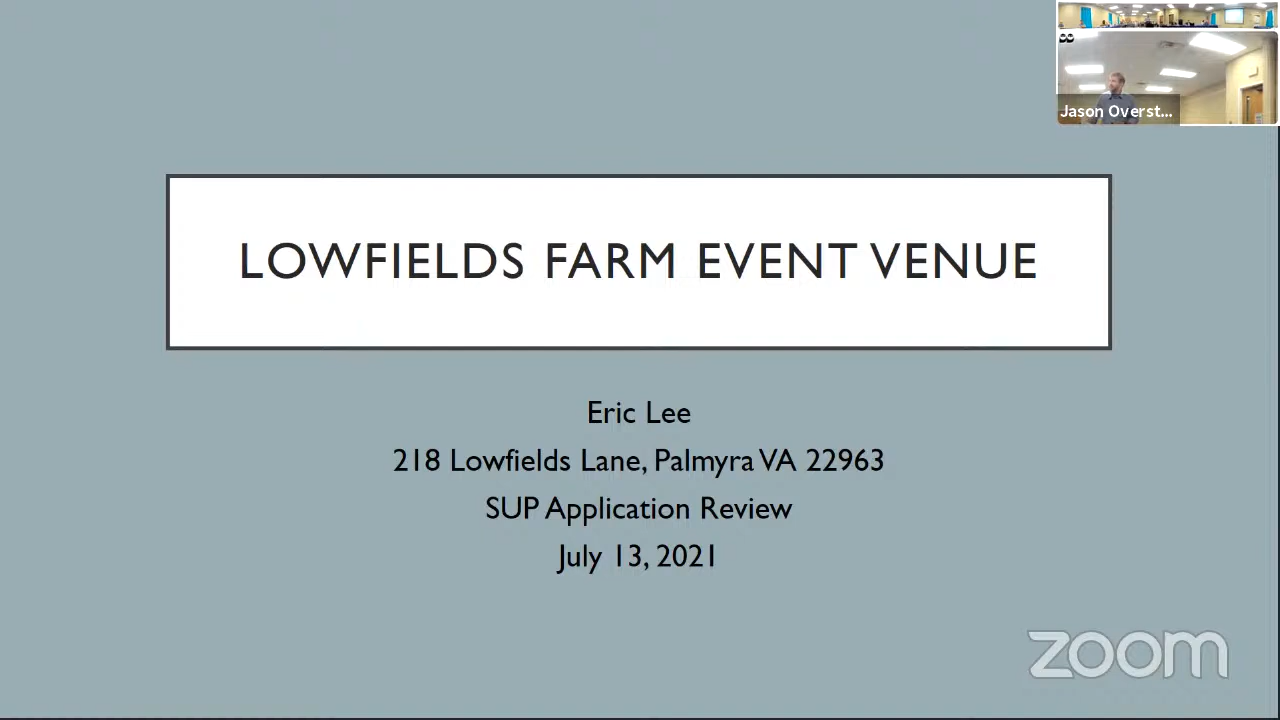 Jason Overst...
LOWFIELDS FARM EVENT VENUE
Eric Lee
218 Lowfields Lane, Palmyra VA 22963
SUP Application Review
July 13, 2021
zoom